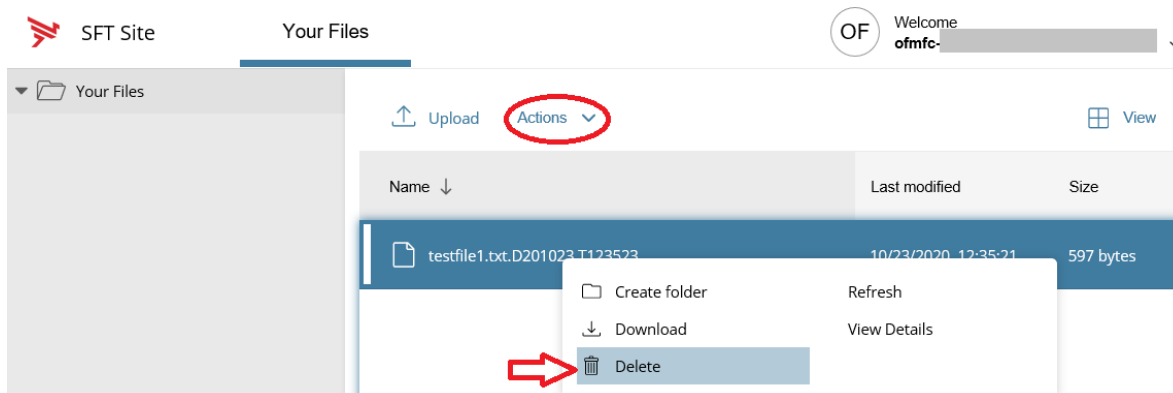 SFT Site
Your Files
OF
Welcome
ofmfc-
Your Files
Upload
Actions
View
Name
Last modified
Size
testfile1.txt.D201023.T123523
10/23/2020, 12:35:21
597 bytes
Create folder
Refresh
Download
View Details
Delete